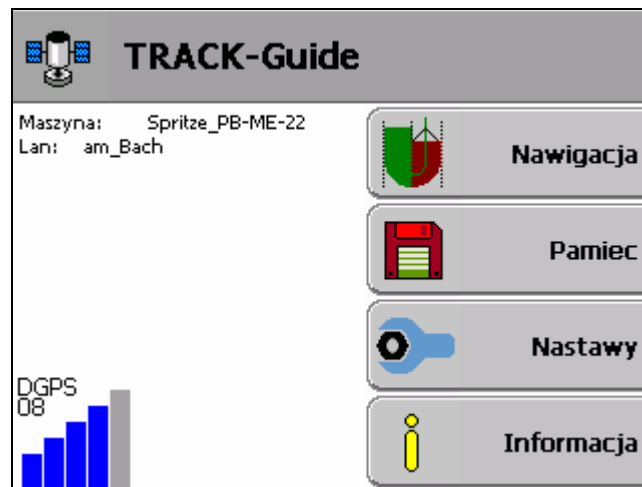 TRACK-Guide
Maszyna: Spritze_PB-ME-22
Lan: am_Bach
Nawigacja
Pamiec
Nastawy
Informacja
DGPS
08